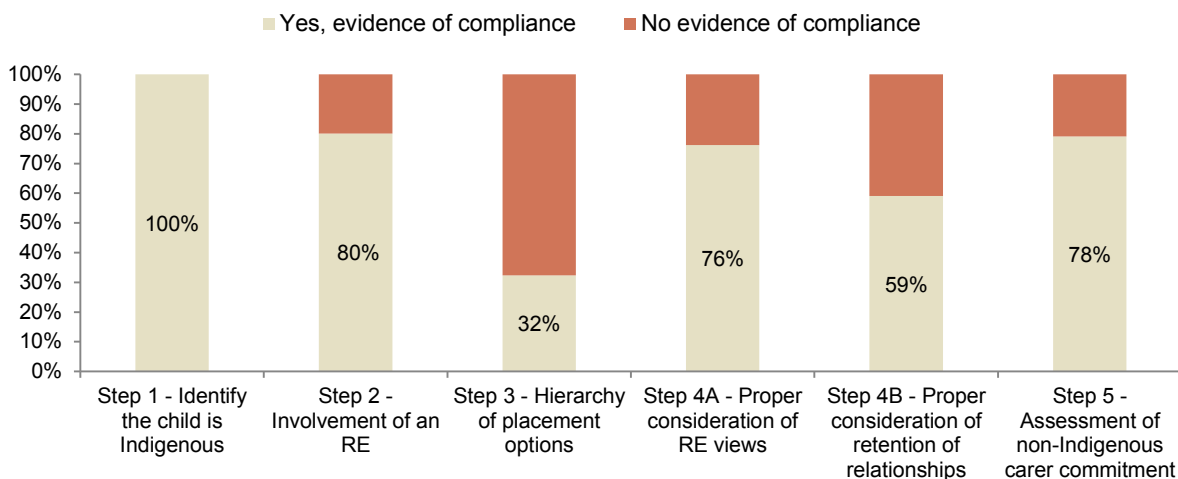 Yes, evidence of compliance No evidence of compliance
100%
90%
80%
70%
60%
50%
40%
30%
20%
10%
0%
100%
80%
32%
76%
59%
78%
Step 1 - Identify
the child is
Indigenous
Step 2 -
Involvement of an
RE
Step 3 - Hierarchy
of placement
options
Step 4A - Proper
consideration of
RE views
Step 4B - Proper
consideration of
retention of
relationships
Step 5 -
Assessment of
non-Indigenous
carer commitment